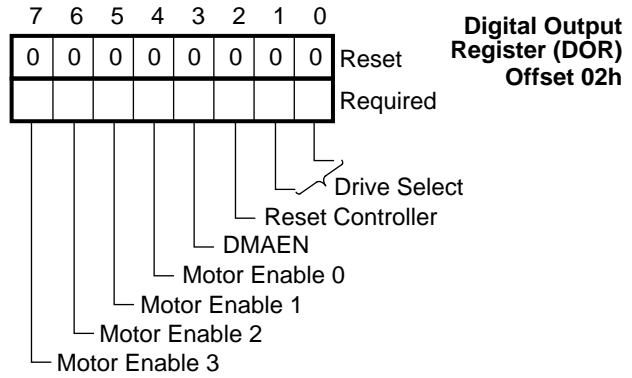 7 6 5 4 3 2 1 0
Digital Output
Register (DOR)
Offset 02h
0 0 0 0 0 0 0 0 Reset
Required
Drive Select
Reset Controller
DMAEN
Motor Enable 0
Motor Enable 1
Motor Enable 2
Motor Enable 3